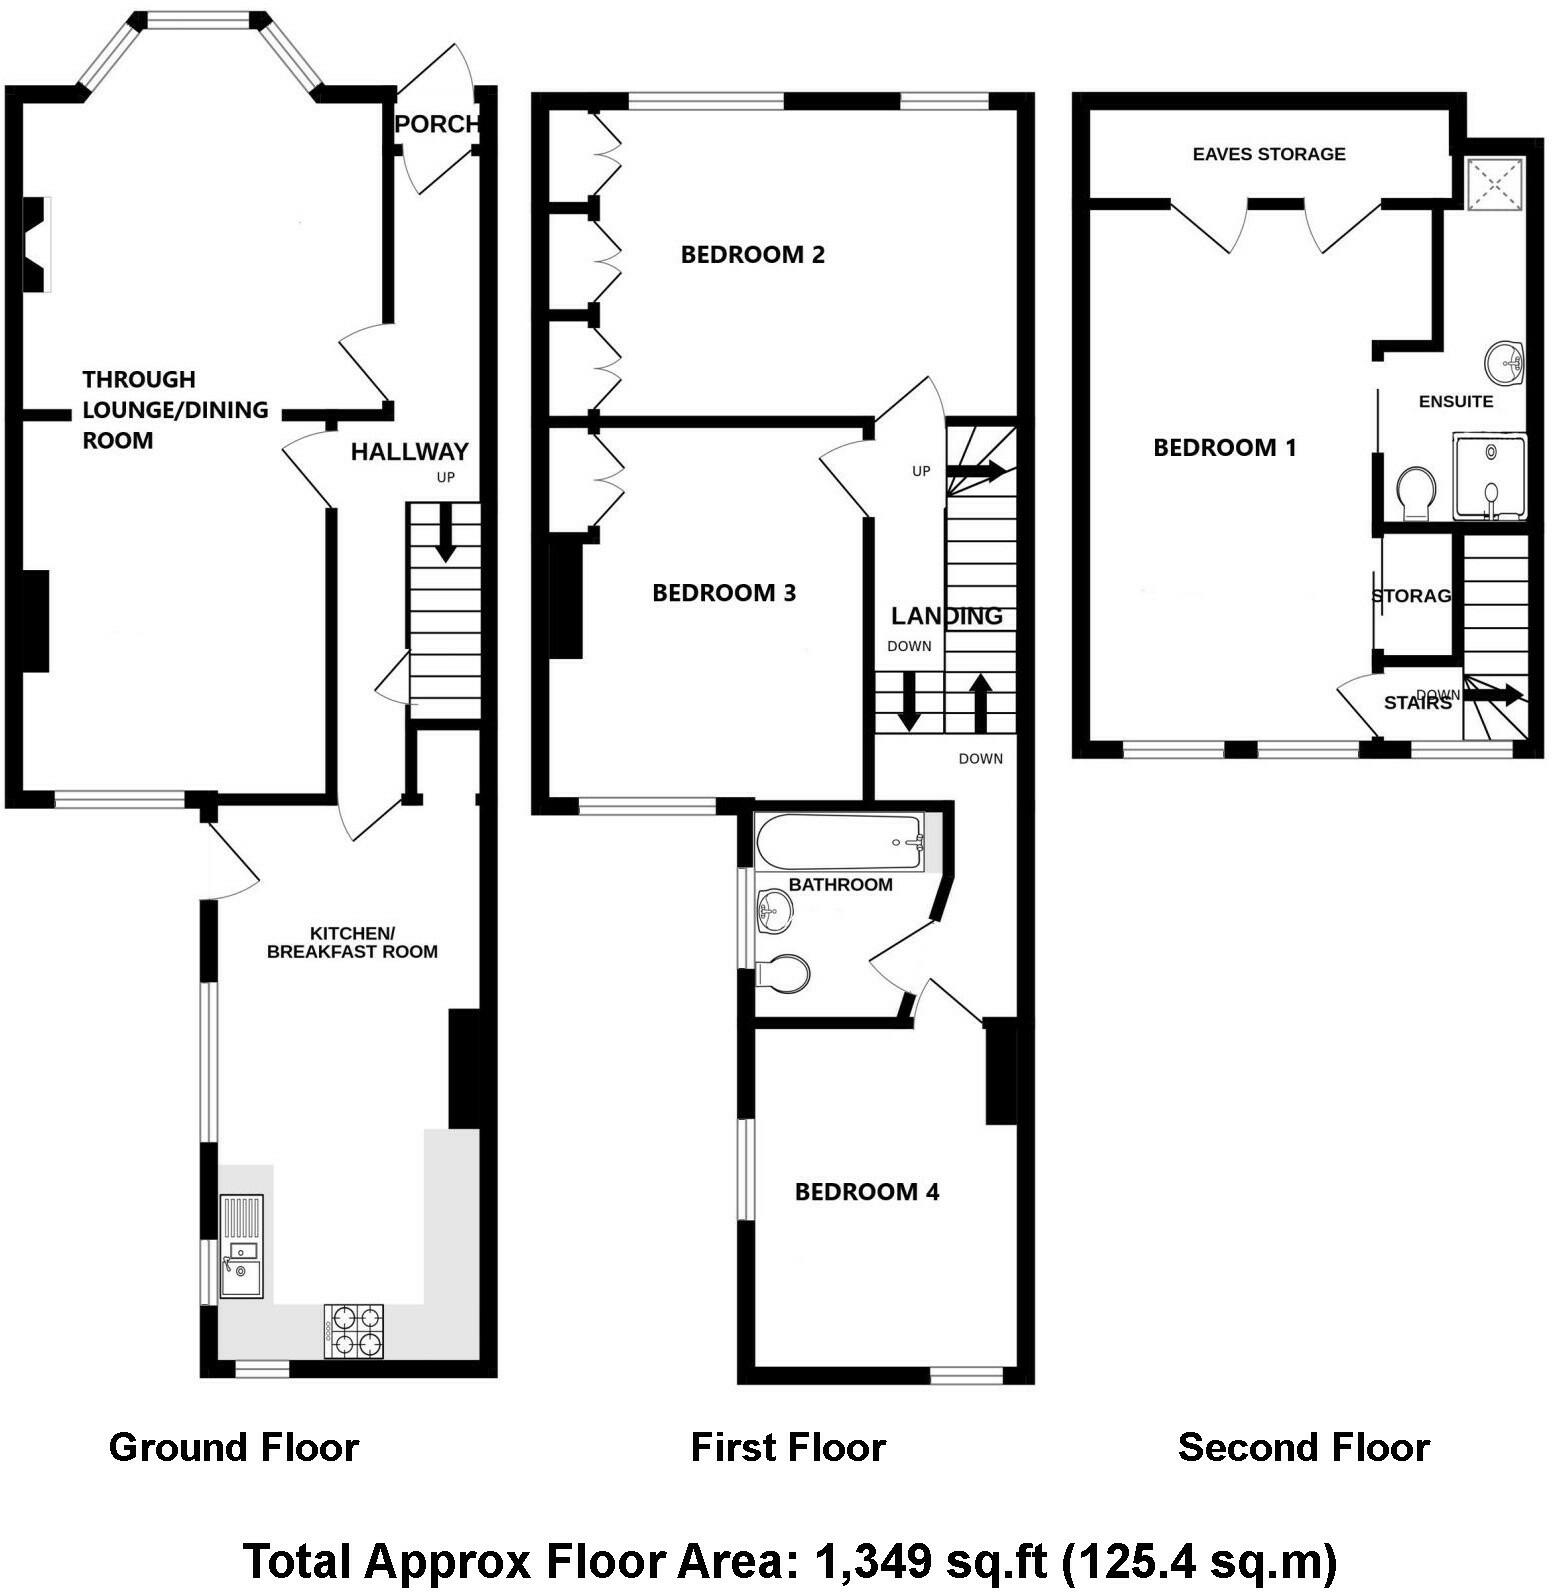 PORCH
THROUGH
LOUNGE/DINING
ROOM
HALLWAY
UP
KITCHEN/
BREAKFAST ROOM
Ground Floor
BEDROOM 2
UP
BEDROOM 3
LANDING
DOWN
DOWN
BATHROOM
BEDROOM 4
First Floor
EAVES STORAGE
ENSUITE
BEDROOM 1
STORAG
DOWN
STAIRS
Second Floor
Total Approx Floor Area: 1,349 sq.ft (125.4 sq.m)